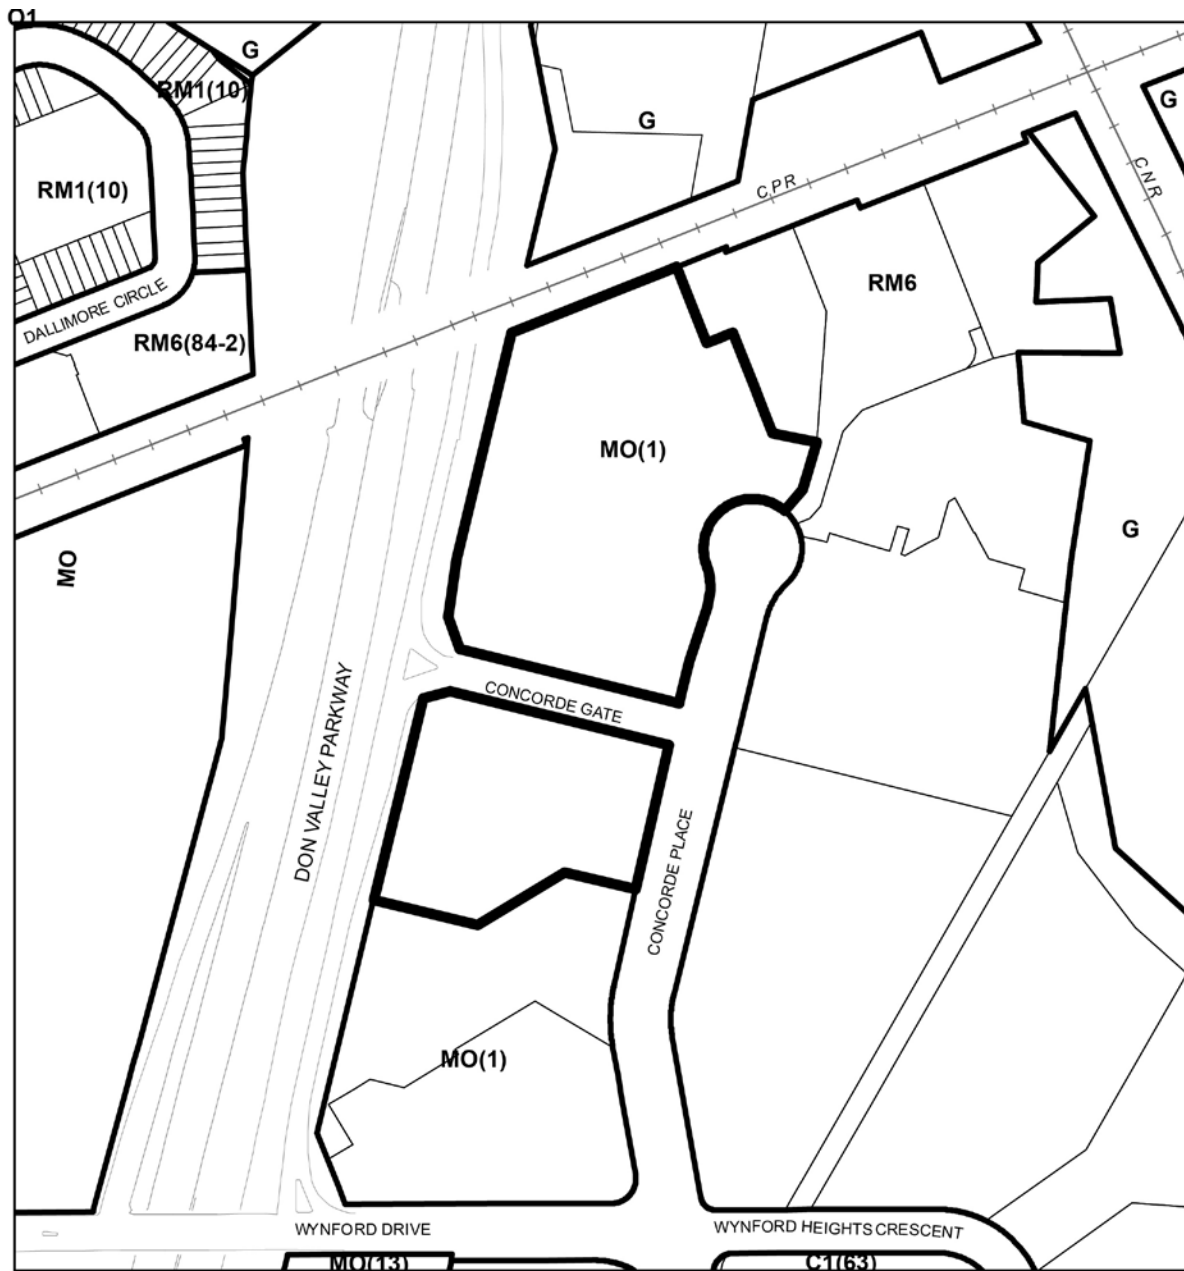 O1
G
RM1(10)
G
G
CPR
CNR
RM1(10)
RM6
DALLIMORE CIRCLE
RM6(84-2)
MO(1)
G
MO
CONCORDE GATE
DON VALLEY PARKWAY
CONCORDE PLACE
MO(1)
WYNFORD DRIVE
WYNFORD HEIGHTS CRESCENT
MO(13)
C1(63)